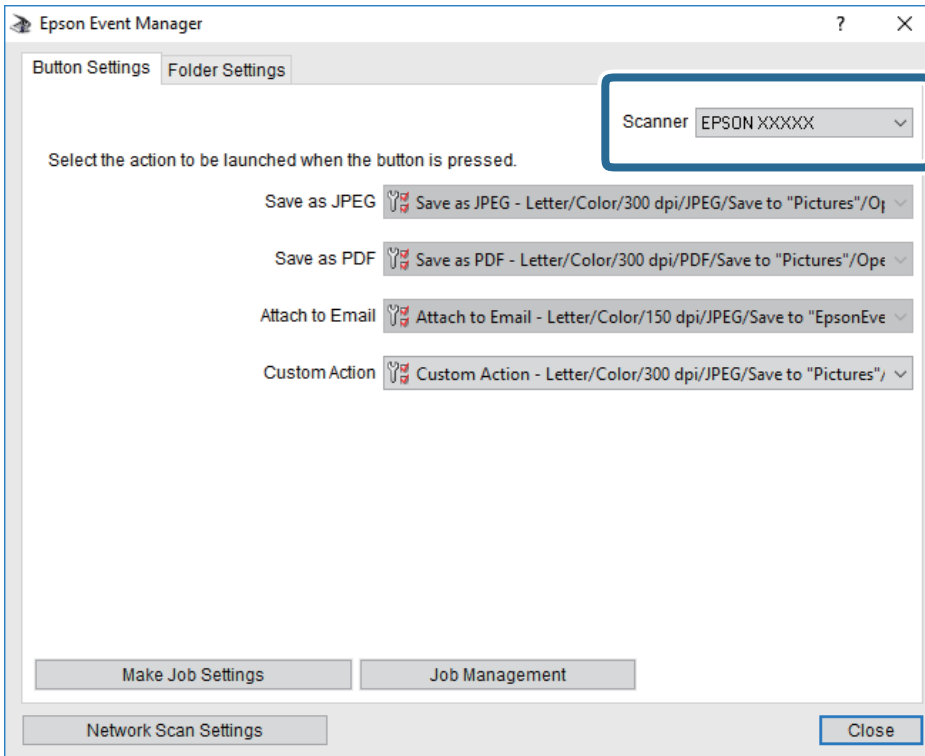 Epson Event Manager ?
Button Settings Folder Settings
Scanner EPSON XXXXX
Select the action to be launched when the button is pressed.
Save as JPEG Save as JPEG - Letter/Color/300 dpi/JPEG/Save to "Pictures"/Op
Save as PDF Save as PDF - Letter/Color/300 dpi/PDF/Save to "Pictures"/Ope
Attach to Email Attach to Email - Letter/Color/150 dpi/JPEG/Save to "EpsonEve
Custom Action Custom Action - Letter/Color/300 dpi/JPEG/Save to "Pictures"/
Make Job Settings Job Management
Network Scan Settings Close